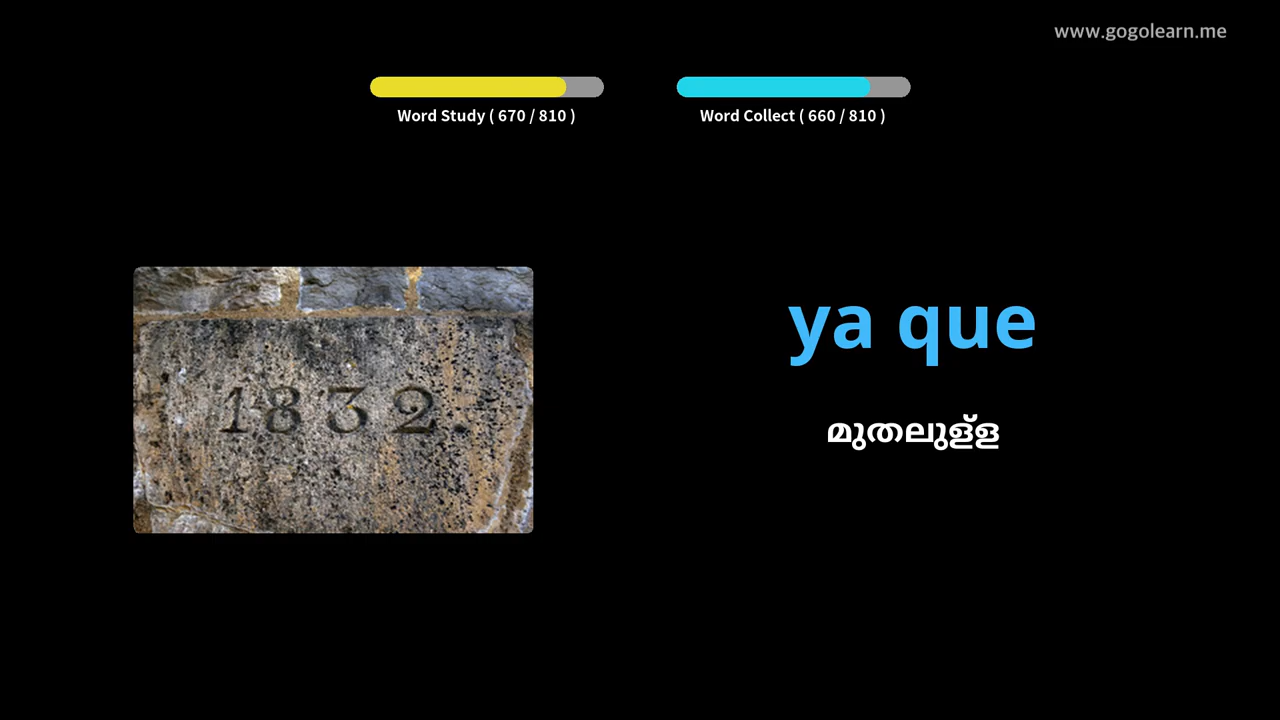 www.gogolearn.me
Word Study ( 670 / 810 )
Word Collect ( 660 / 810 )
1832.
ya que
മുതലുള്ള